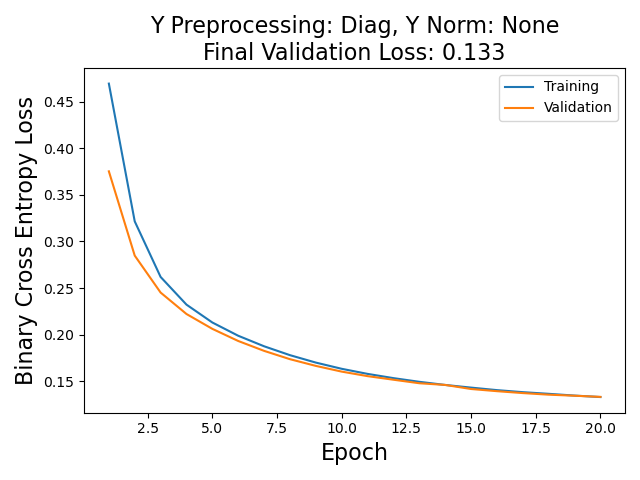 Y Preprocessing: Diag, Y Norm: None
Final Validation Loss: 0.133
Training
Validation
Binary Cross Entropy Loss
0.45
0.40
0.35
0.30
0.25
0.20
0.15
2.5
5.0
7.5
10.0
12.5
15.0
17.5
20.0
Epoch